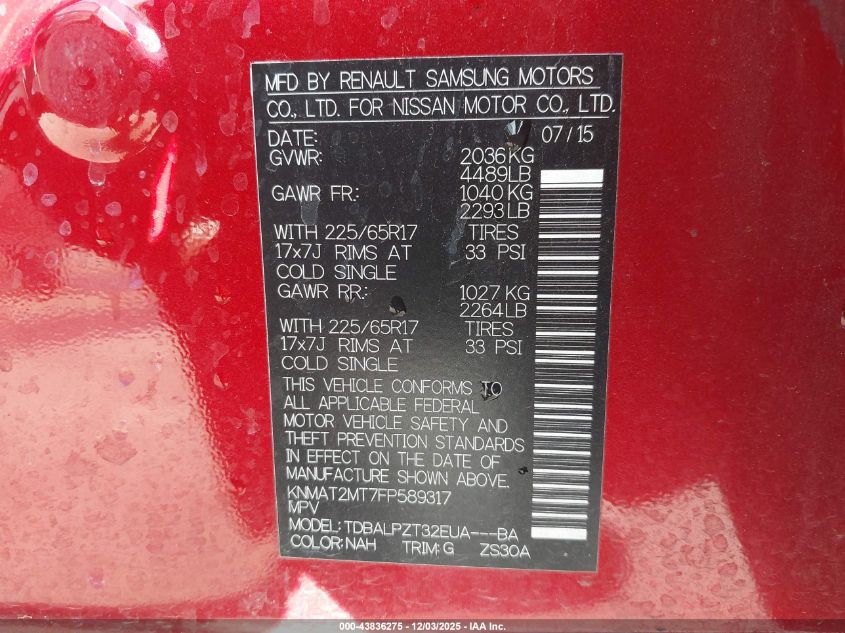 MFD BY RENAULT SAMSUNG MOTORS
CO., LTD. FOR NISSAN MOTOR CO., LTD.
DATE: 07/15
GVWR: 2036KG
4489LB
GAWR FR: 1040KG
2293LB
WITH 225/65R17 TIRES
17x7J RIMS AT 33 PSI
COLD SINGLE
GAWR RR: 1027KG
2264LB
WITH 225/65R17 TIRES
17x7J RIMS AT 33 PSI
COLD SINGLE
THIS VEHICLE CONFORMS TO
ALL APPLICABLE FEDERAL
MOTOR VEHICLE SAFETY AND
THEFT PREVENTION STANDARDS
IN EFFECT ON THE DATE OF
MANUFACTURE SHOWN ABOVE.
KNMAT2MT7FP589317
MPV
MODEL: TDBALPZT32EUA---BA
COLOR: NAH TRIM: G ZS30A
000-43836275 - 12/03/2025 - IAA Inc.